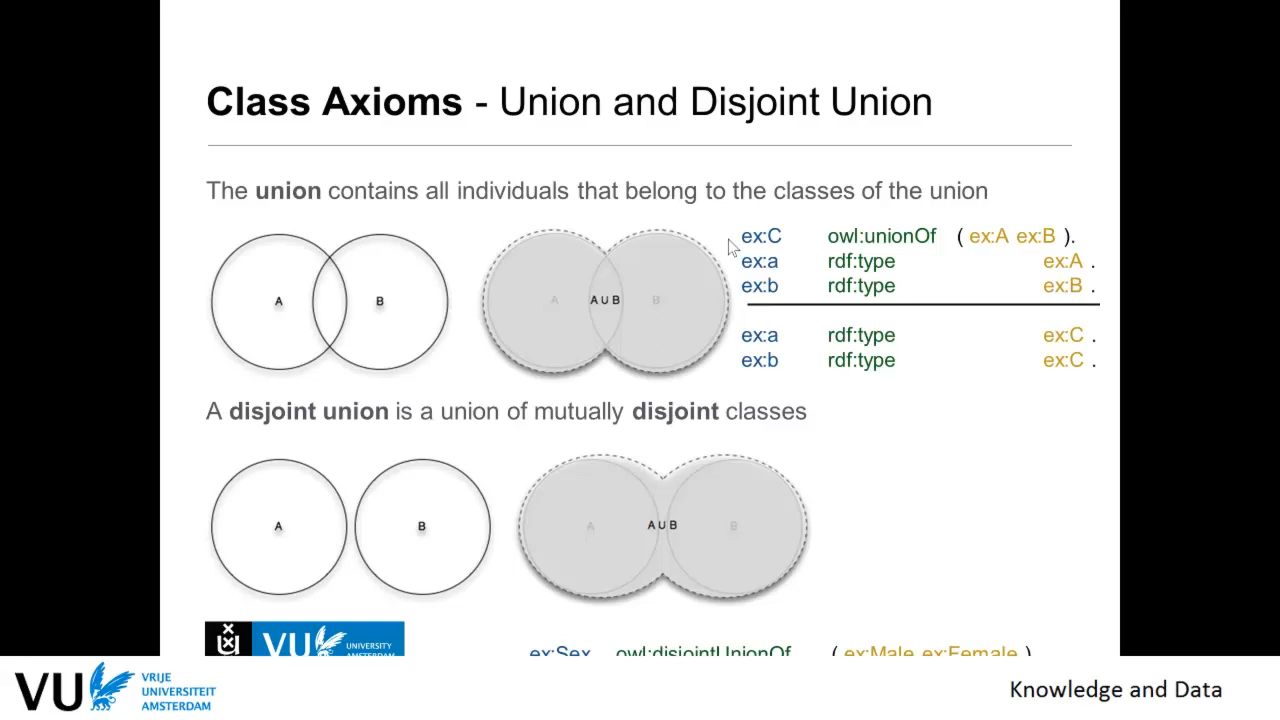 Class Axioms - Union and Disjoint Union
The union contains all individuals that belong to the classes of the union
A
B
A
A U B
B
ex:C owl:unionOf ( ex:A ex:B ).
ex:a rdf:type ex:A .
ex:b rdf:type ex:B .
ex:a rdf:type ex:C .
ex:b rdf:type ex:C .
A disjoint union is a union of mutually disjoint classes
A
B
A
A U B
B
VU
UNIVERSITY
AMSTERDAM
ex:Sex owl:disjointUnionOf ( ex:Male ex:Female )
VU
VRIJE
UNIVERSITEIT
AMSTERDAM
Knowledge and Data